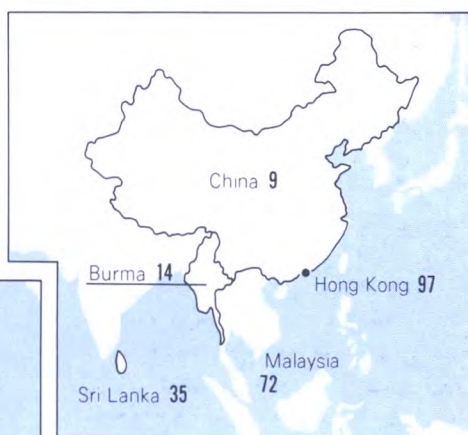 China 9
Burma 14
Hong Kong 97
Malaysia
72
Sri Lanka 35